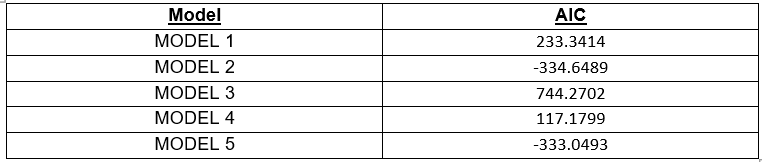 Model AIC
MODEL 1 233.3414
MODEL 2 -334.6489
MODEL 3 744.2702
MODEL 4 117.1799
MODEL 5 -333.0493